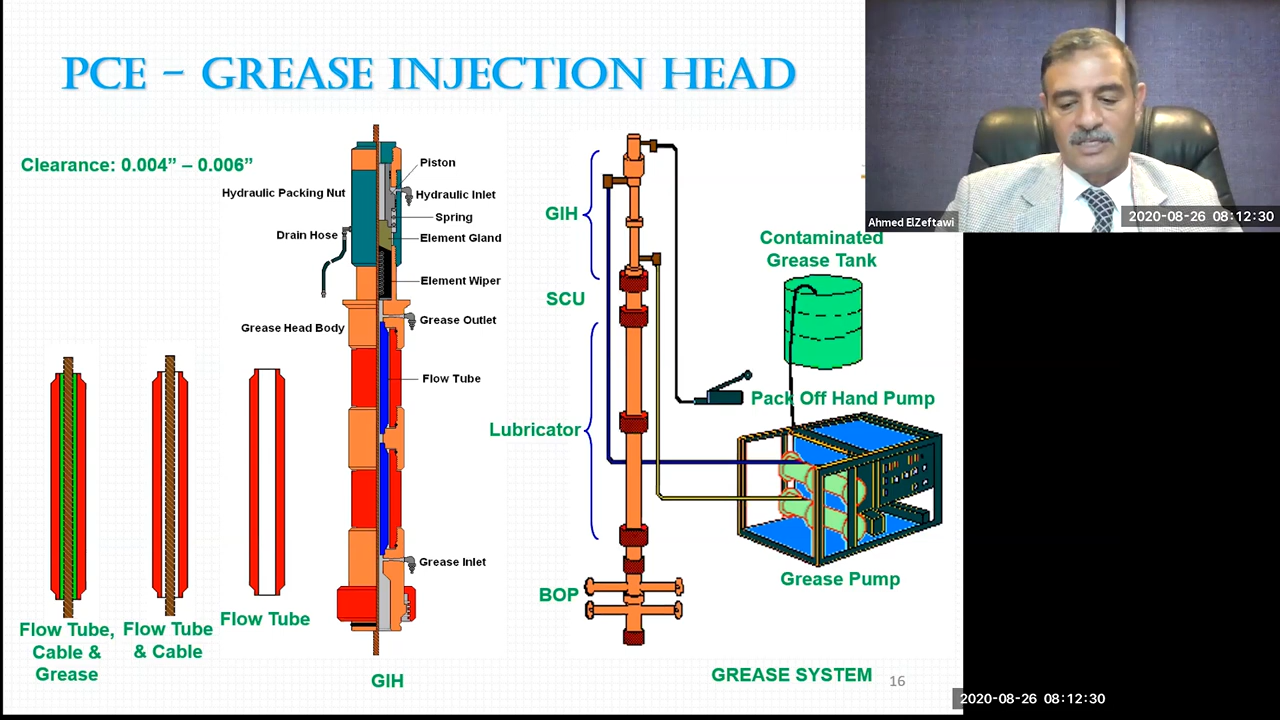 PCE – GREASE INJECTION HEAD
Clearance: 0.004” – 0.006”
Piston
Hydraulic Packing Nut
Hydraulic Inlet
Spring
Drain Hose
Element Gland
Element Wiper
Grease Outlet
Grease Head Body
Flow Tube
Grease Inlet
Flow Tube,
Cable &
Grease
Flow Tube
& Cable
Flow Tube
GIH
GIH
SCU
Lubricator
BOP
Contaminated
Grease Tank
Pack Off Hand Pump
Grease Pump
GREASE SYSTEM
16
Ahmed ElZeftawi
2020-08-26 08:12:30
2020-08-26 08:12:30